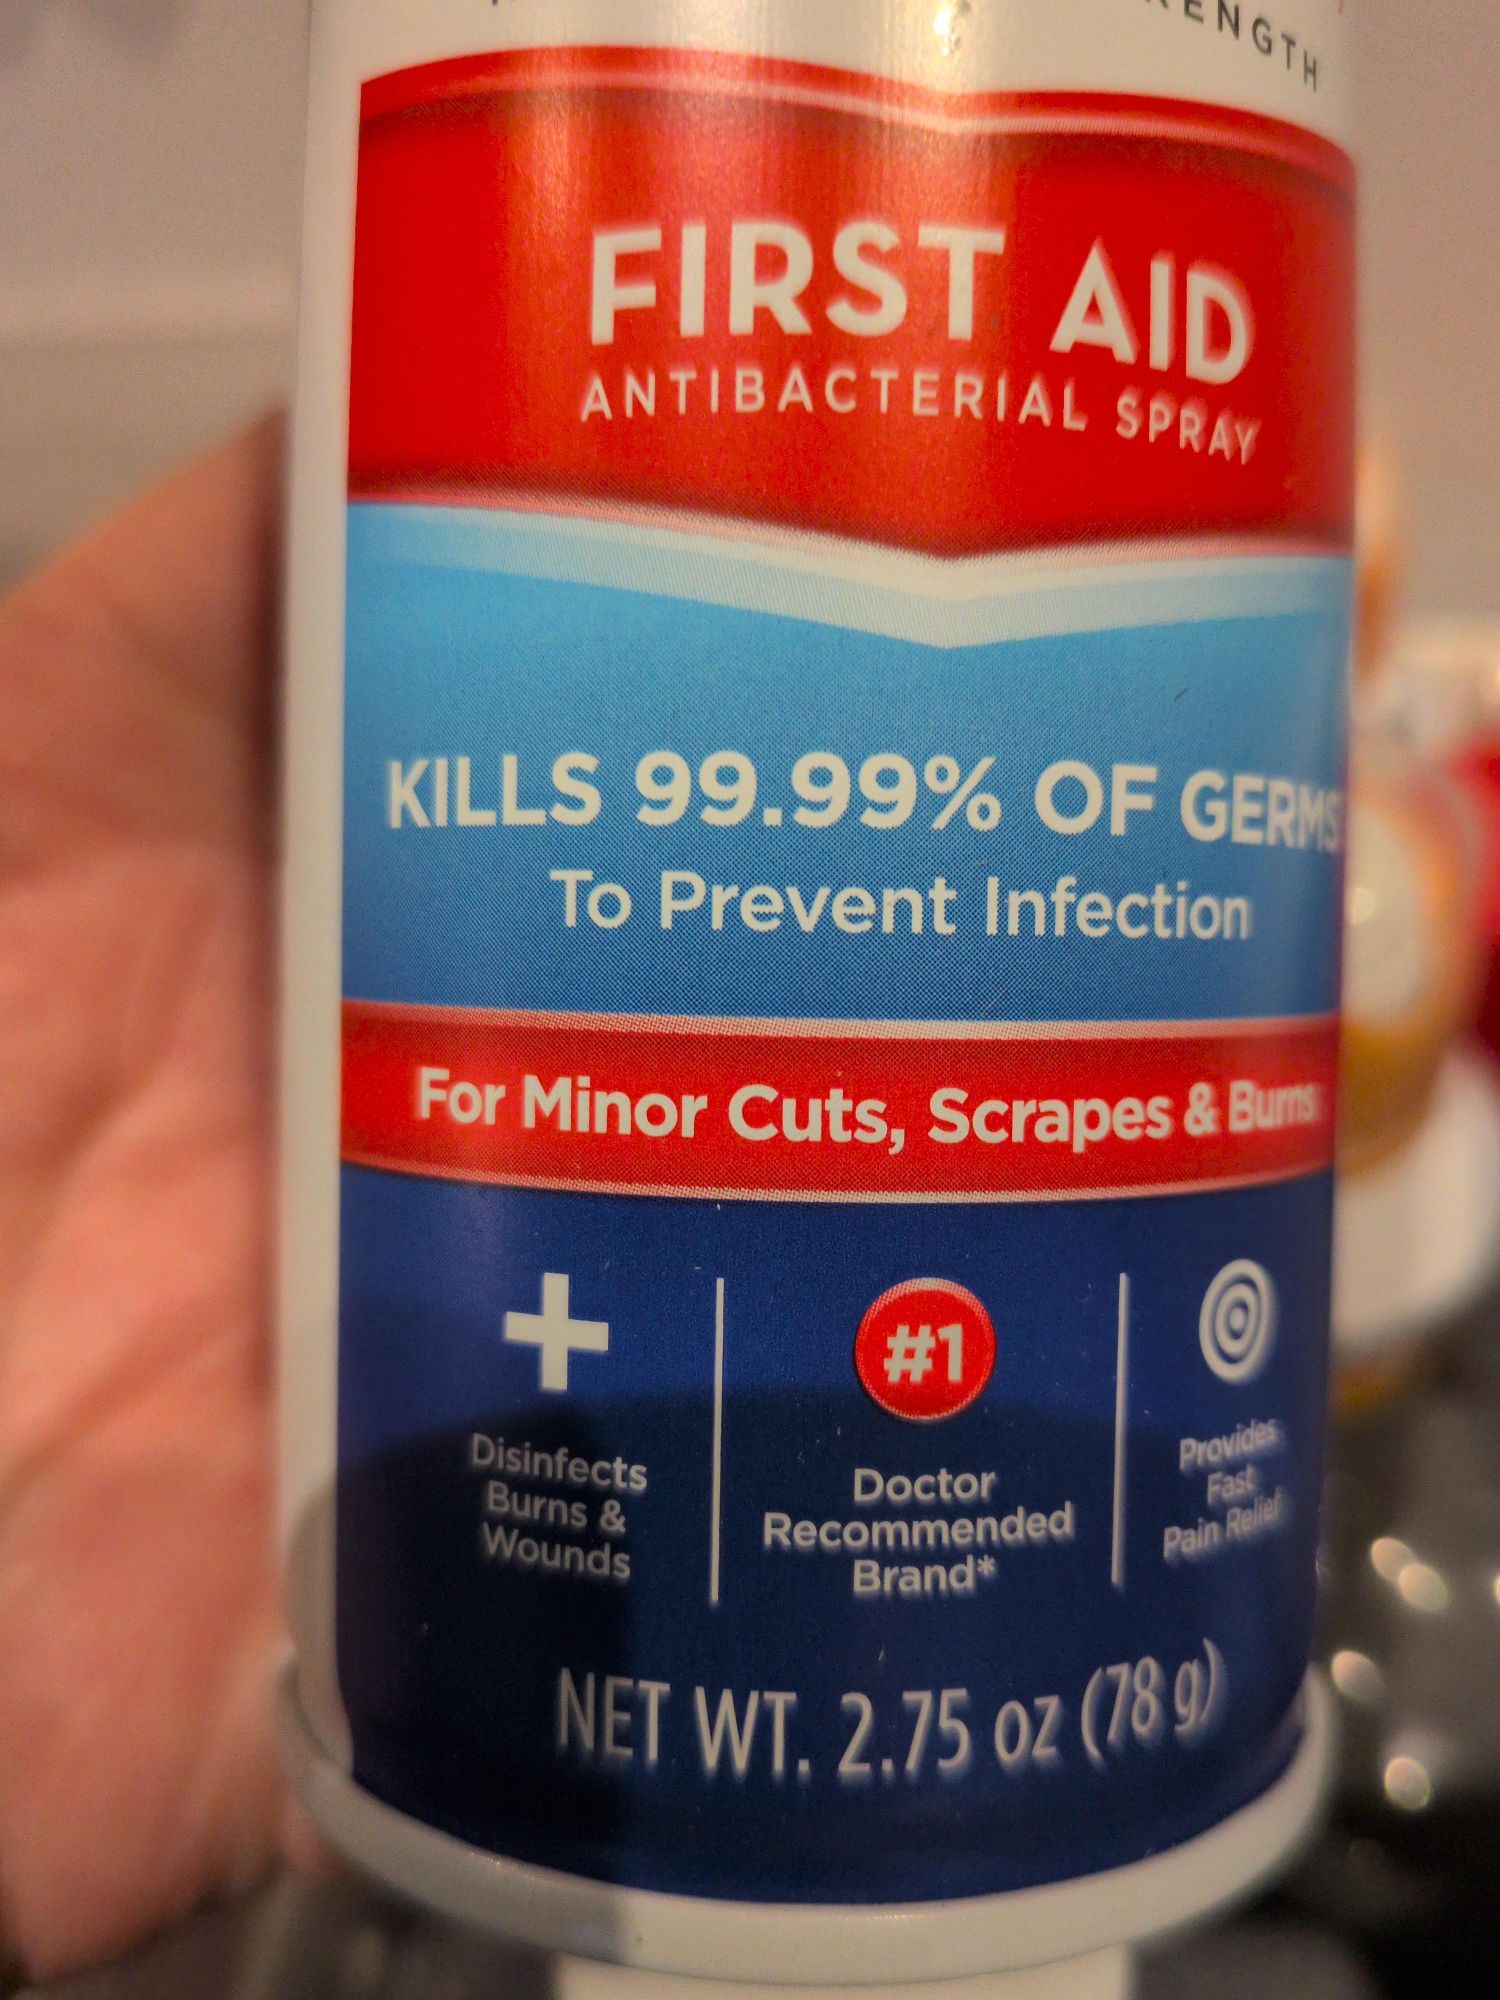 FIRST AID
ANTIBACTERIAL SPRAY
KILLS 99.99% OF GERMS
To Prevent Infection
For Minor Cuts, Scrapes & Burns
Disinfects
Burns &
Wounds
#1
Doctor
Recommended
Brand*
Provides
Fast
Pain Relief
NET WT. 2.75 oz (78 g)